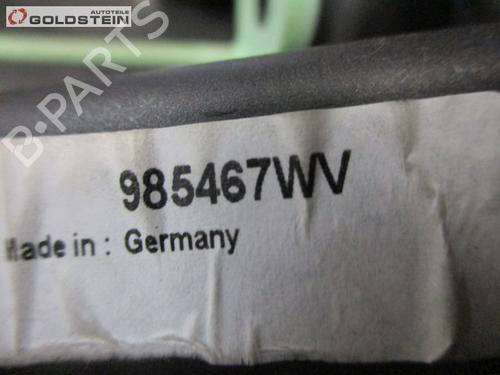 AUTOTEILE
GOLDSTEIN
B-PARTS
985467WV
Made in : Germany